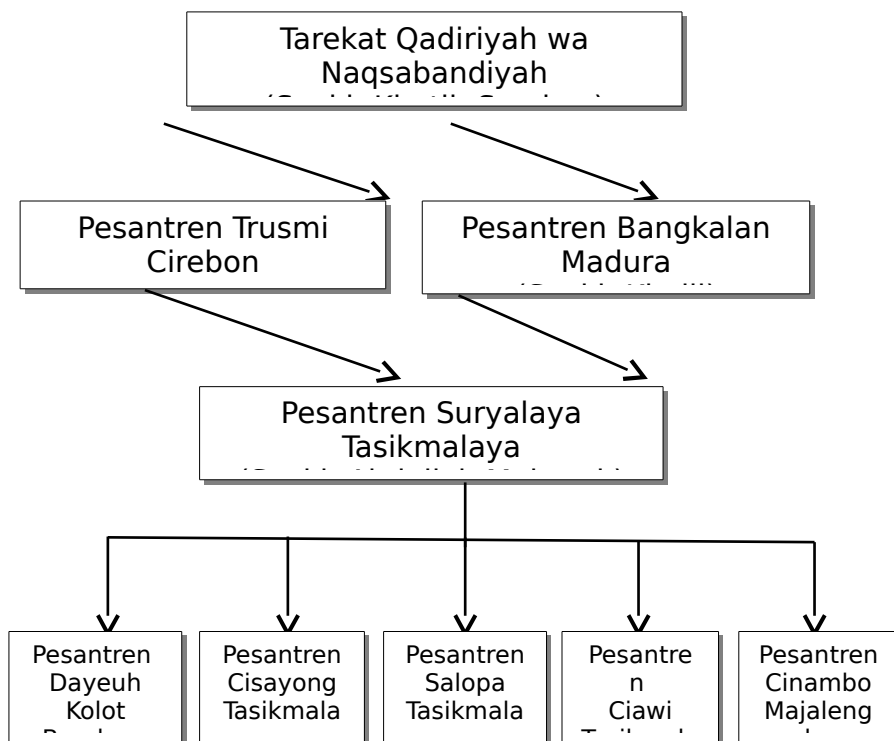 Tarekat Qadiriyah wa
Naqsabandiyah
Pesantren Trusmi
Cirebon
Pesantren Bangkalan
Madura
Pesantren Suryalaya
Tasikmalaya
Pesantren
Dayeuh
Kolot
Pesantren
Cisayong
Tasikmala
Pesantren
Salopa
Tasikmala
Pesantre
n
Ciawi
Pesantren
Cinambo
Majaleng